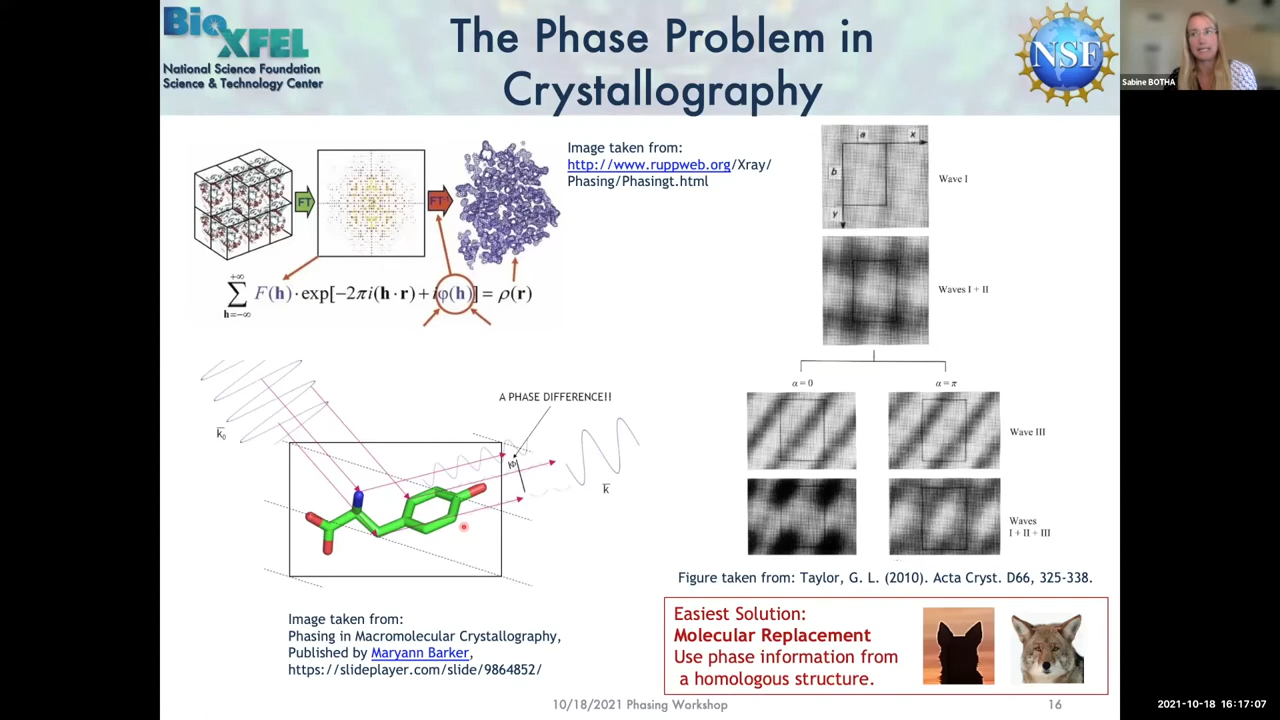 BioXFEL
National Science Foundation
Science & Technology Center
The Phase Problem in
Crystallography
NSF
Sabine BOTHA
Image taken from:
http://www.ruppweb.org/Xray/
Phasing/Phasingt.html
FT
FT⁻¹
+∞
∑ F(h)·exp[−2πi(h·r)+iφ(h)] = ρ(r)
h=−∞
a
x
b
y
Wave I
Waves I + II
α = 0
α = π
Wave III
Waves
I + II + III
A PHASE DIFFERENCE!!
k₀
k
Figure taken from: Taylor, G. L. (2010). Acta Cryst. D66, 325-338.
Image taken from:
Phasing in Macromolecular Crystallography,
Published by Maryann Barker,
https://slideplayer.com/slide/9864852/
Easiest Solution:
Molecular Replacement
Use phase information from
a homologous structure.
10/18/2021 Phasing Workshop
16
2021-10-18 16:17:07